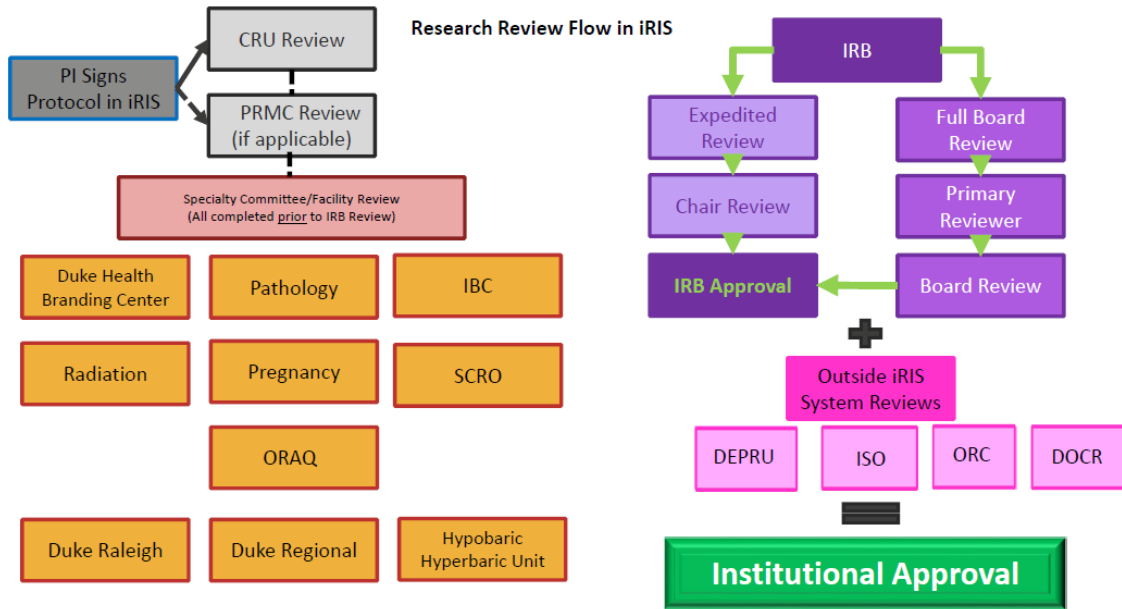 Research Review Flow in iRIS
PI Signs
Protocol in iRIS
CRU Review
PRMC Review
(if applicable)
Specialty Committee/Facility Review
(All completed prior to IRB Review)
Duke Health
Branding Center
Pathology
IBC
Radiation
Pregnancy
SCRO
ORAQ
Duke Raleigh
Duke Regional
Hypobaric
Hyperbaric Unit
IRB
Expedited
Review
Full Board
Review
Chair Review
Primary
Reviewer
IRB Approval
Board Review
Outside iRIS
System Reviews
DEPRU
ISO
ORC
DOCR
Institutional Approval